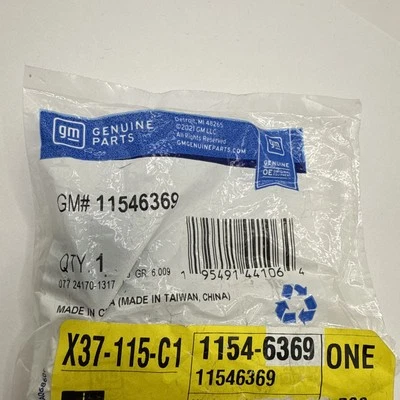 gm
GENUINE
PARTS
Detroit, MI 48265
©2021 GM LLC
All Rights Reserved
GMGENUINEPARTS.COM
GENUINE
OE
GM# 11546369
QTY 1
GR 6.009
077 24170-1317
95491 44106 4
(MADE IN TAIWAN, CHINA)
MADE IN
X37-115-C1
1154-6369
ONE
11546369